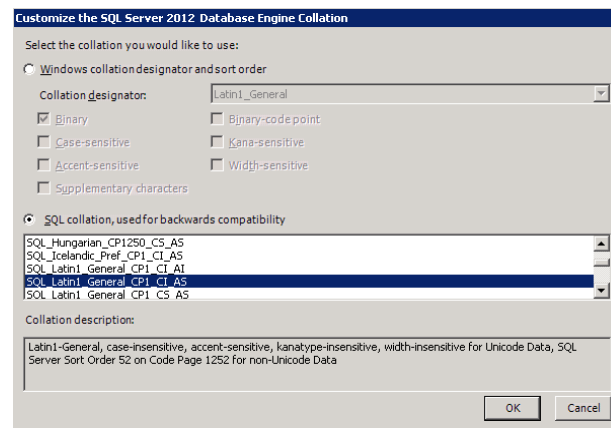 Customize the SQL Server 2012 Database Engine Collation
Select the collation you would like to use:
Windows collation designator and sort order
Collation designator:
Latin1_General
Binary
Binary-code point
Case-sensitive
Kana-sensitive
Accent-sensitive
Width-sensitive
Supplementary characters
SQL collation, used for backwards compatibility
SQL_Hungarian_CP1250_CS_AS
SQL_Icelandic_Pref_CP1_CI_AS
SQL_Latin1_General_CP1_CI_AI
SQL_Latin1_General_CP1_CI_AS
SQL_Latin1_General_CP1_CS_AS
Collation description:
Latin1-General, case-insensitive, accent-sensitive, kanatype-insensitive, width-insensitive for Unicode Data, SQL
Server Sort Order 52 on Code Page 1252 for non-Unicode Data
OK
Cancel